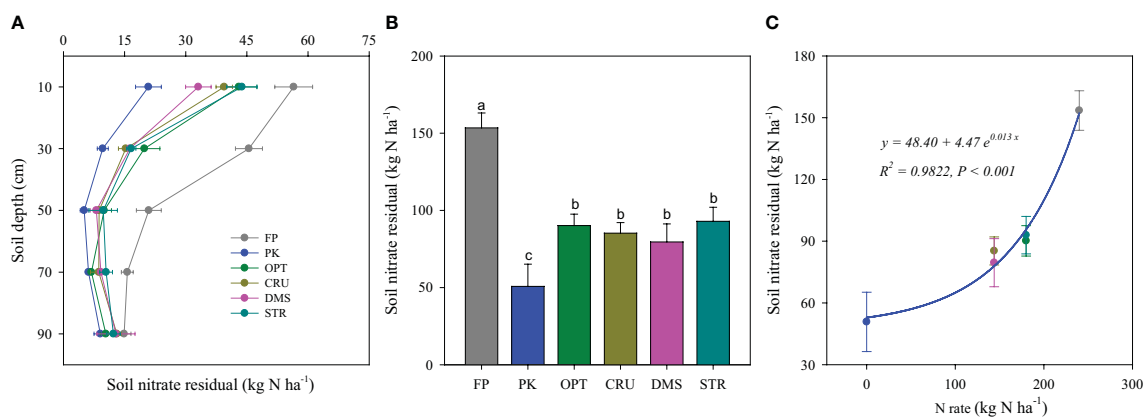 A
0 15 30 45 60 75
10
30
50
70
90
Soil depth (cm)
FP
PK
OPT
CRU
DMS
STR
Soil nitrate residual (kg N ha-1)
B
200
150
100
50
0
Soil nitrate residual (kg N ha-1)
a
c
b
b
b
b
FP PK OPT CRU DMS STR
C
180
150
120
90
60
30
Soil nitrate residual (kg N ha-1)
y = 48.40 + 4.47 e0.013 x
R2 = 0.9822, P < 0.001
0 100 200 300
N rate (kg N ha-1)